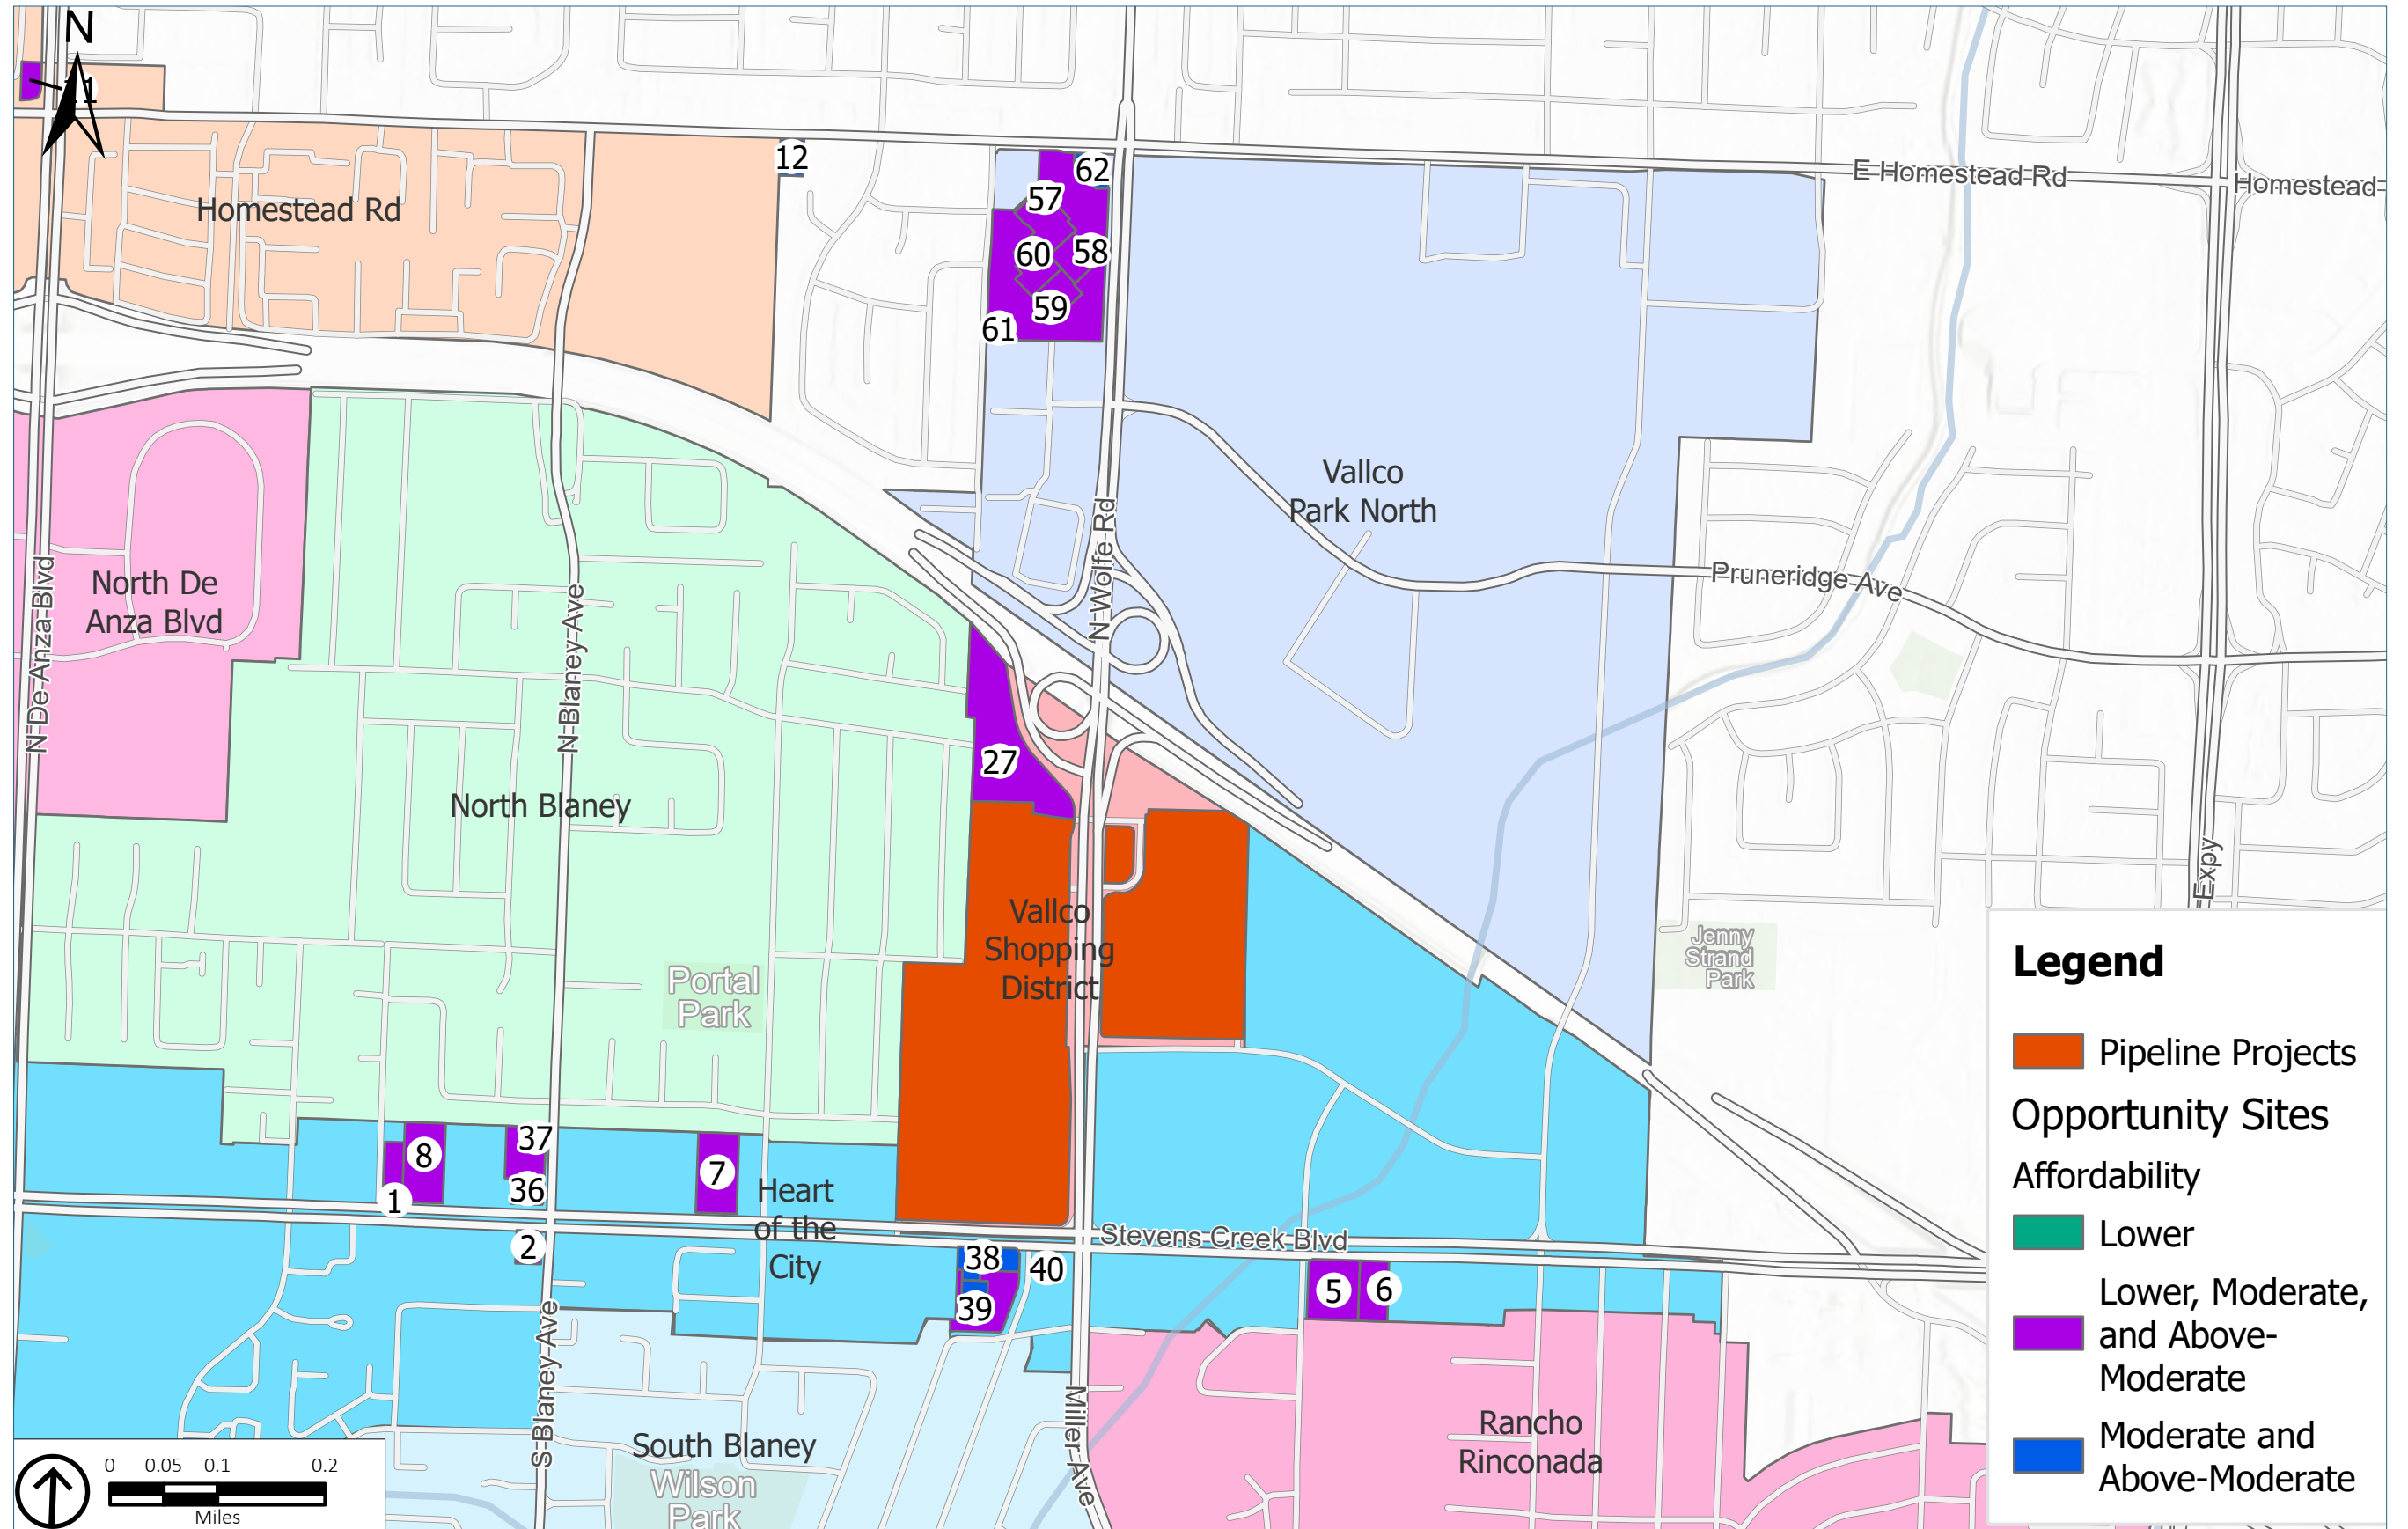 N
11
12
62
E Homestead Rd
Homestead
57
Homestead Rd
60
58
59
61
Vallco
Park North
N Wolfe Rd
Pruneridge Ave
North De
Anza Blvd
N De Anza Blvd
N Blaney Ave
27
North Blaney
Expy
Vallco
Shopping
District
Jenny
Strand
Park
Portal
Park
37
8
7
36
1
Heart
of the
City
2
Stevens Creek Blvd
38
40
39
5
6
S Blaney Ave
Miller Ave
South Blaney
Wilson
Park
Rancho
Rinconada
Legend
Pipeline Projects
Opportunity Sites
Affordability
Lower
Lower, Moderate,
and Above-
Moderate
Moderate and
Above-Moderate
0 0.05 0.1 0.2
Miles